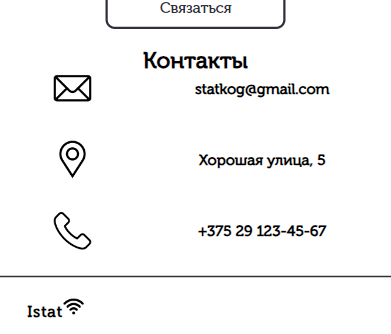 Связаться
Контакты
statkog@gmail.com
Хорошая улица, 5
+375 29 123-45-67
Istat